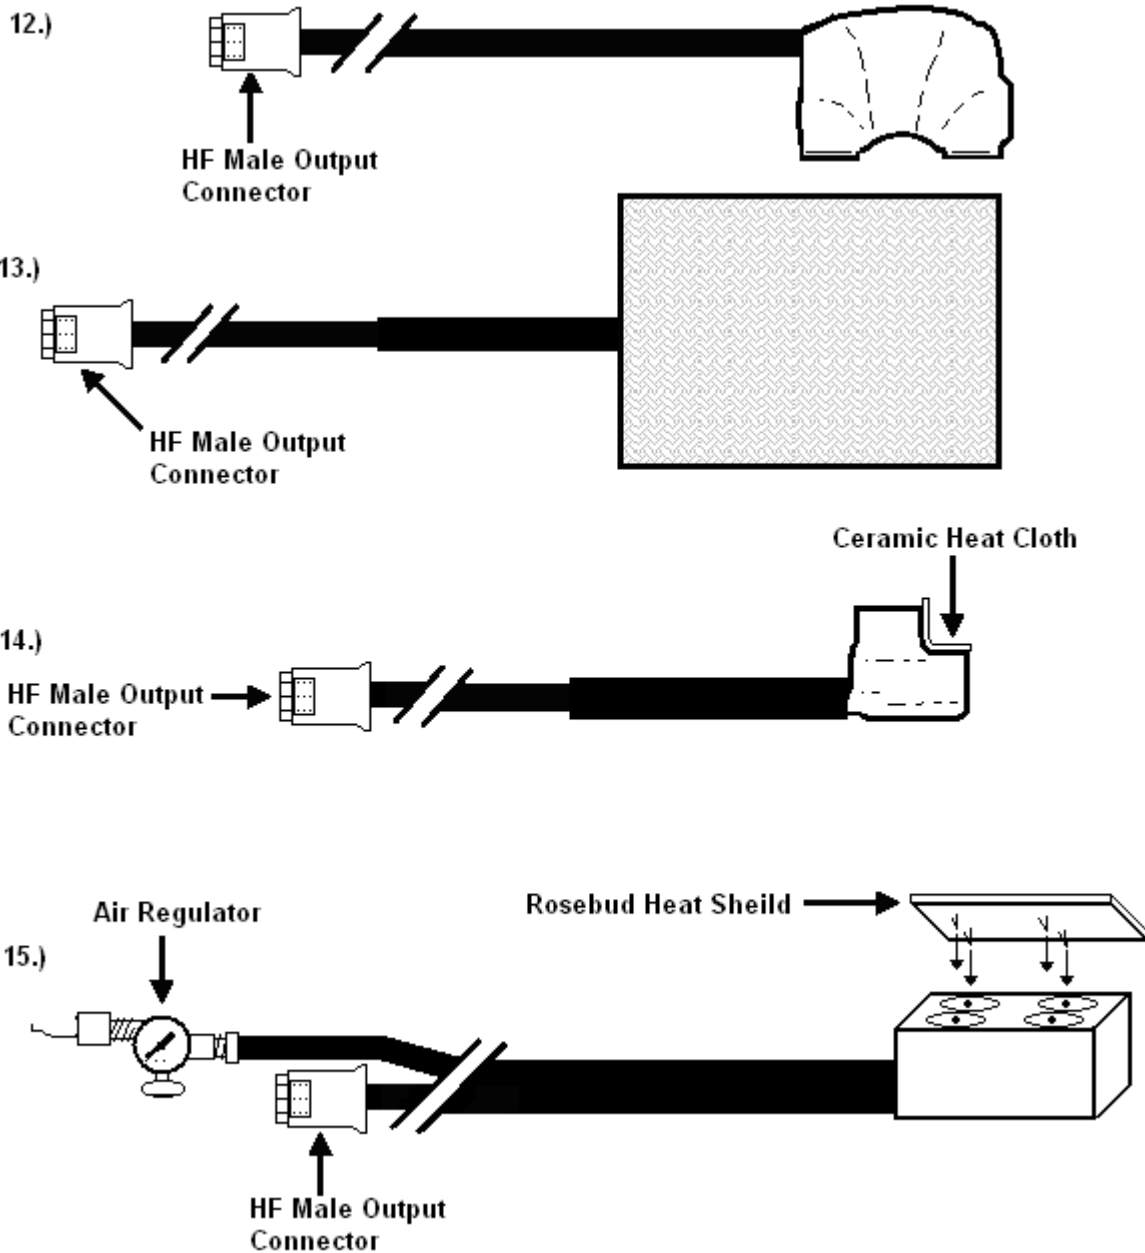 12.)
HF Male Output
Connector
13.)
HF Male Output
Connector
Ceramic Heat Cloth
14.)
HF Male Output
Connector
Rosebud Heat Sheild
Air Regulator
15.)
HF Male Output
Connector